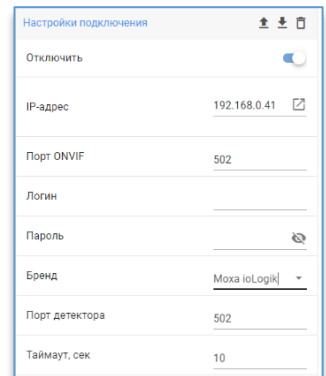 Настройки подключения
Отключить
IP-адрес 192.168.0.41
Порт ONVIF 502
Логин
Пароль
Бренд Moxa ioLogik
Порт детектора 502
Таймаут, сек 10